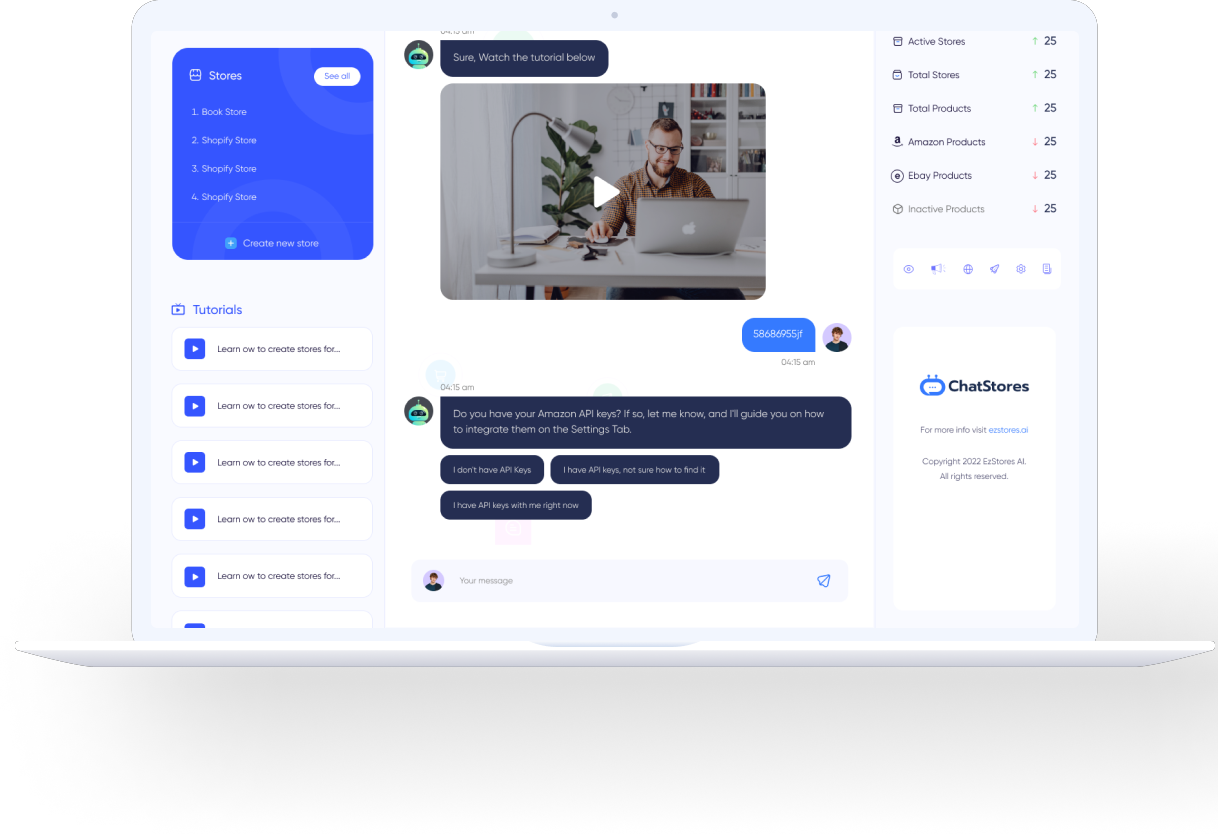 Stores
See all
1. Book Store
2. Shopify Store
3. Shopify Store
4. Shopify Store
Create new store
Tutorials
Learn ow to create stores for...
Learn ow to create stores for...
Learn ow to create stores for...
Learn ow to create stores for...
Learn ow to create stores for...
04:15 am
Sure, Watch the tutorial below
58686955jf
04:15 am
04:15 am
Do you have your Amazon API keys? If so, let me know, and I'll guide you on how
to integrate them on the Settings Tab.
I don't have API Keys
I have API keys, not sure how to find it
I have API keys with me right now
Your message
Active Stores ↑ 25
Total Stores ↑ 25
Total Products ↑ 25
Amazon Products ↓ 25
Ebay Products ↓ 25
Inactive Products ↓ 25
ChatStores
For more info visit ezstores.ai
Copyright 2022 EzStores AI.
All rights reserved.